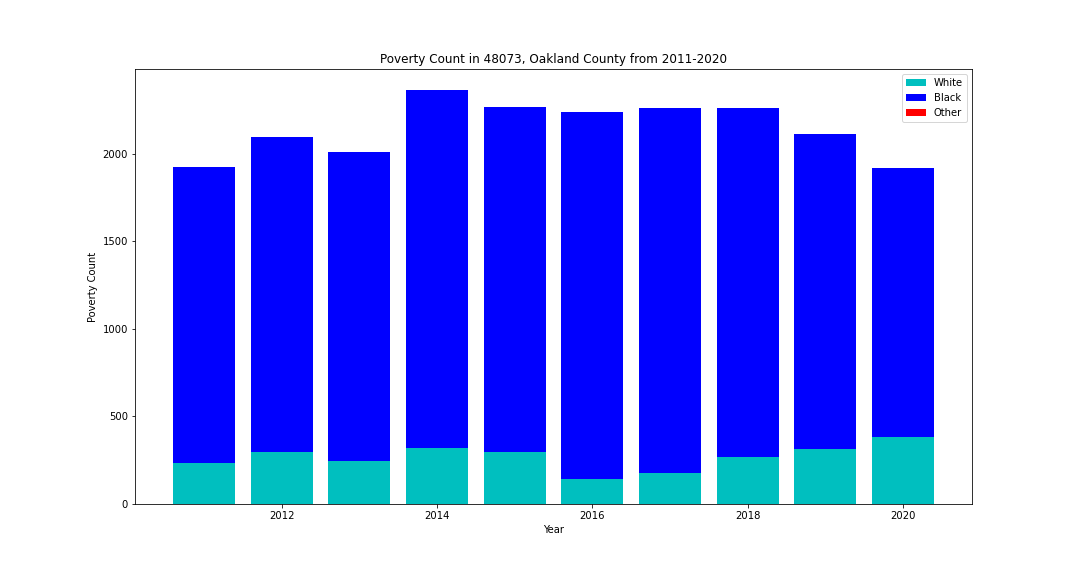 Poverty Count in 48073, Oakland County from 2011-2020
White
Black
Other
2000
1500
1000
500
0
Poverty Count
2012
2014
2016
2018
2020
Year